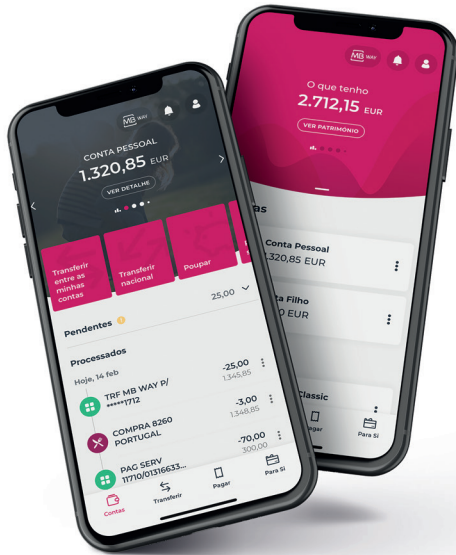 MB WAY
CONTA PESSOAL
1.320,85 EUR
VER DETALHE
Transferir
entre as
minhas
contas
Transferir
nacional
Poupar
Pendentes
25,00
Processados
Hoje, 14 feb
TRF MB WAY P/
*****1712
-25,00
1.345,85
COMPRA 8260
PORTUGAL
-3,00
1.348,85
PAG SERV
11710/01316633...
-70,00
300,00
Contas
Transferir
Pagar
Para Si
MB WAY
O que tenho
2.712,15 EUR
VER PATRIMÓNIO
Conta Pessoal
.320,85 EUR
Filho
EUR
Classic
Pagar
Para Si